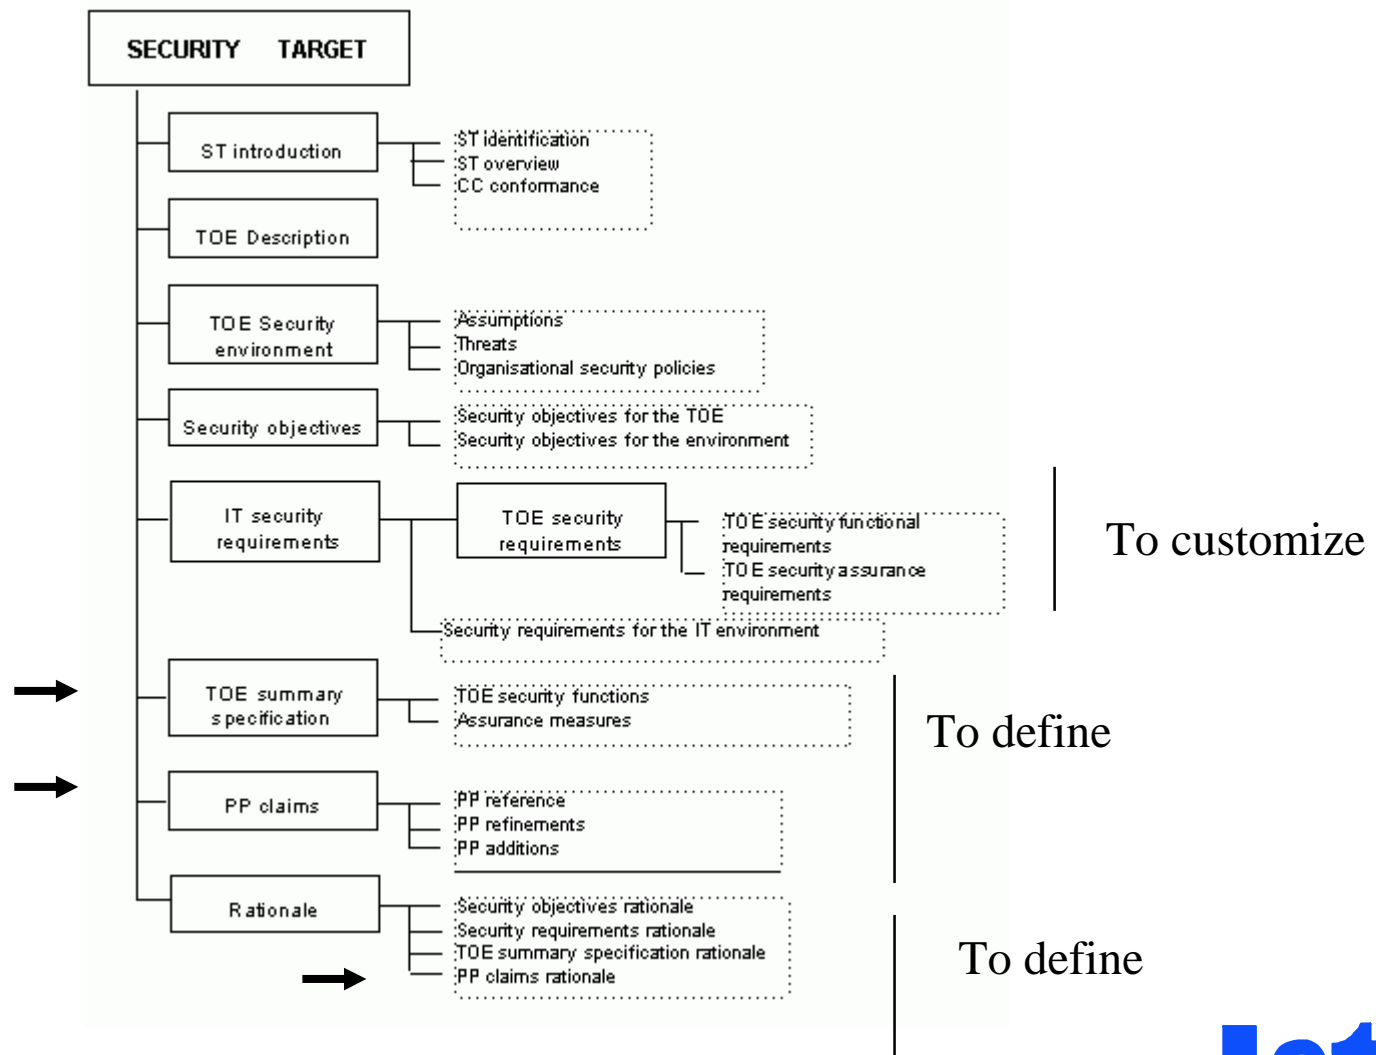 SECURITY TARGET
ST introduction
ST identification
ST overview
CC conformance
TOE Description
TOE Security
environment
Assumptions
Threats
Organisational security policies
Security objectives
Security objectives for the TOE
Security objectives for the environment
IT security
requirements
TOE security
requirements
TOE security functional
requirements
TOE security assurance
requirements
To customize
Security requirements for the IT environment
TOE summary
specification
TOE security functions
Assurance measures
To define
PP claims
PP reference
PP refinements
PP additions
Rationale
Security objectives rationale
Security requirements rationale
TOE summary specification rationale
PP claims rationale
To define